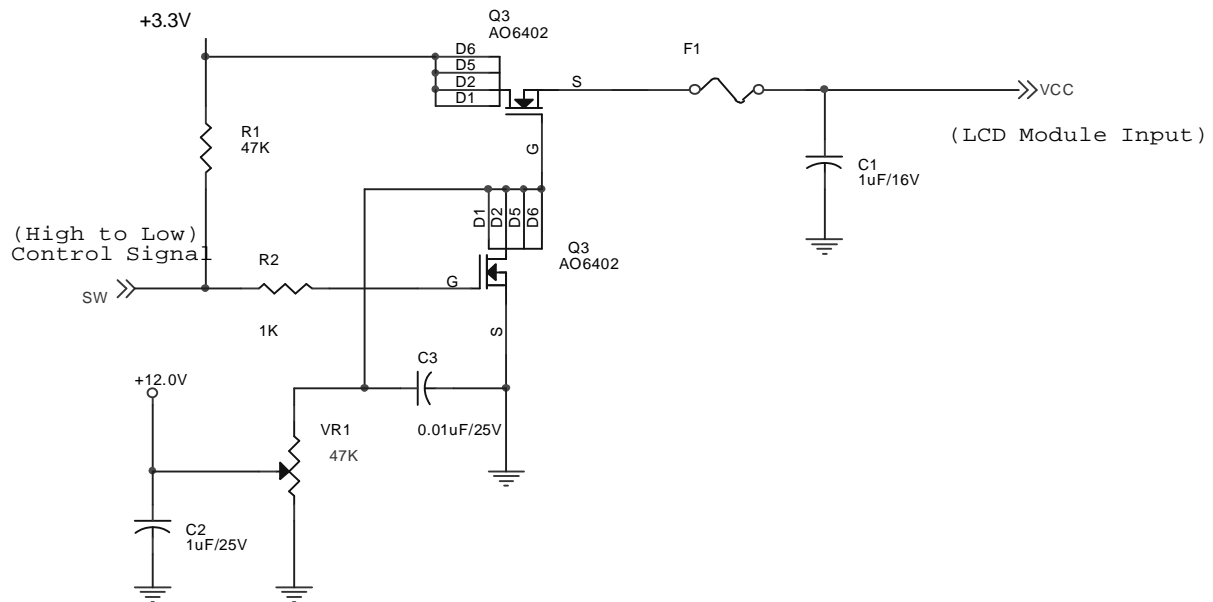 Q3
AO6402
+3.3V
D6
D5
D2
D1
S
F1
VCC
(LCD Module Input)
R1
47K
G
C1
1uF/16V
D1
D2
D5
D6
(High to Low)
Control Signal
Q3
AO6402
R2
G
SW
1K
S
C3
+12.0V
VR1
0.01uF/25V
47K
C2
1uF/25V